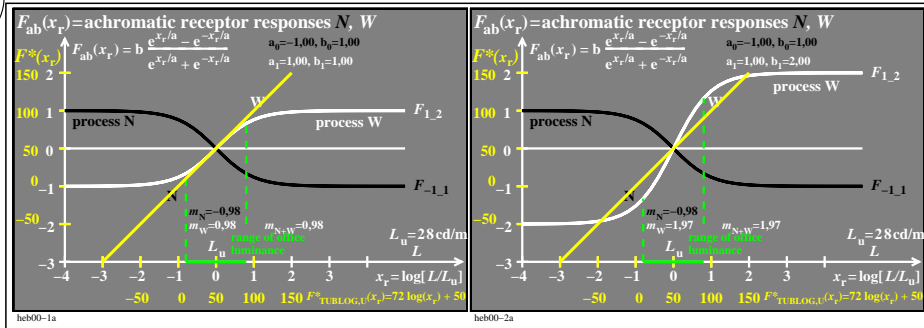 F_ab(x_r)=achromatic receptor responses N, W
F*(x_r)
F_ab(x_r) = b (e^{x_r/a} − e^{−x_r/a}) / (e^{x_r/a} + e^{−x_r/a})
a_0=−1,00, b_0=1,00
a_1=1,00, b_1=1,00
150 2
100 1
50 0
0 −1
−50 −2
−3
process N
W
process W
F_1_2
N
F_−1_1
m_N=−0,98
m_W=0,98
m_N+W=0,98
L_u
range of office
luminance
L_u=28cd/m
L
−4 −3 −2 −1 0 1 2 3
x_r=log[L/L_u]
−50 0 50 100 150
F*_TUBLOG,U(x_r)=72 log(x_r) + 50
heb00−1a
F_ab(x_r)=achromatic receptor responses N, W
F*(x_r)
F_ab(x_r) = b (e^{x_r/a} − e^{−x_r/a}) / (e^{x_r/a} + e^{−x_r/a})
a_0=−1,00, b_0=1,00
a_1=1,00, b_1=2,00
150 2
100 1
50 0
0 −1
−50 −2
−3
process N
W
process W
F_1_2
N
F_−1_1
m_N=−0,98
m_W=1,97
m_N+W=1,97
L_u
range of office
luminance
L_u=28cd/m
L
−4 −3 −2 −1 0 1 2 3
x_r=log[L/L_u]
−50 0 50 100 150
F*_TUBLOG,U(x_r)=72 log(x_r) + 50
heb00−2a